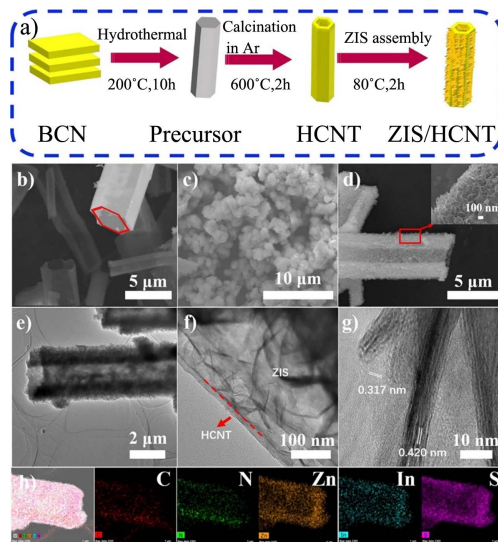 a)
Hydrothermal
200°C,10h
Calcination
in Ar
600°C,2h
ZIS assembly
80°C,2h
BCN
Precursor
HCNT
ZIS/HCNT
b)
5 μm
c)
10 μm
d)
100 nm
5 μm
e)
2 μm
f)
ZIS
HCNT
100 nm
g)
0.317 nm
0.420 nm
10 nm
h)
C
N
Zn
In
S